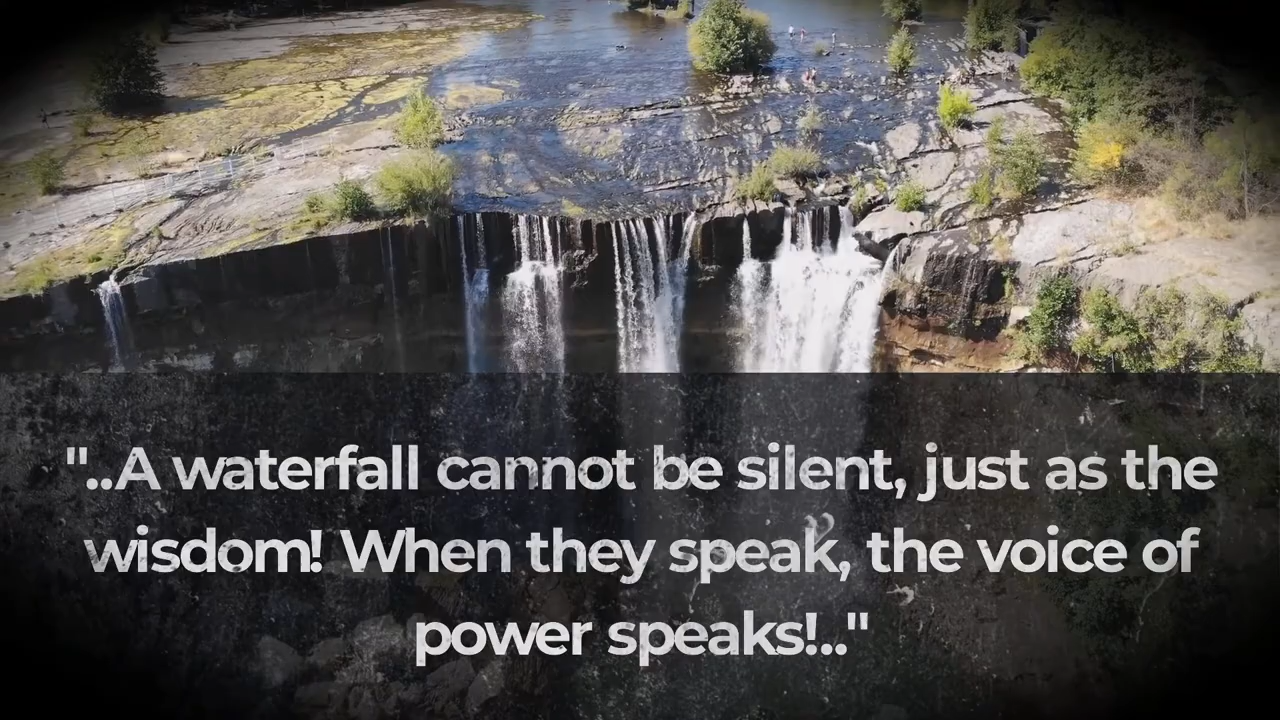 "..A waterfall cannot be silent, just as the
wisdom! When they speak, the voice of
power speaks!.."